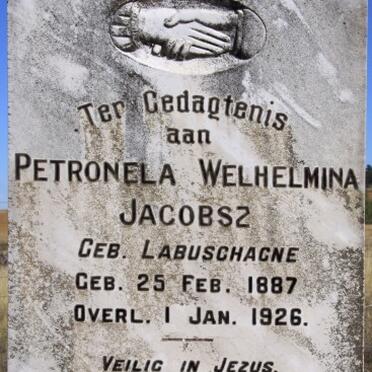 Ter Gedagtenis
aan
PETRONELA WELHELMINA
JACOBSZ
GEB. LABUSCHAGNE
GEB. 25 FEB. 1887
OVERL. 1 JAN. 1926.
VEILIG IN JEZUS.